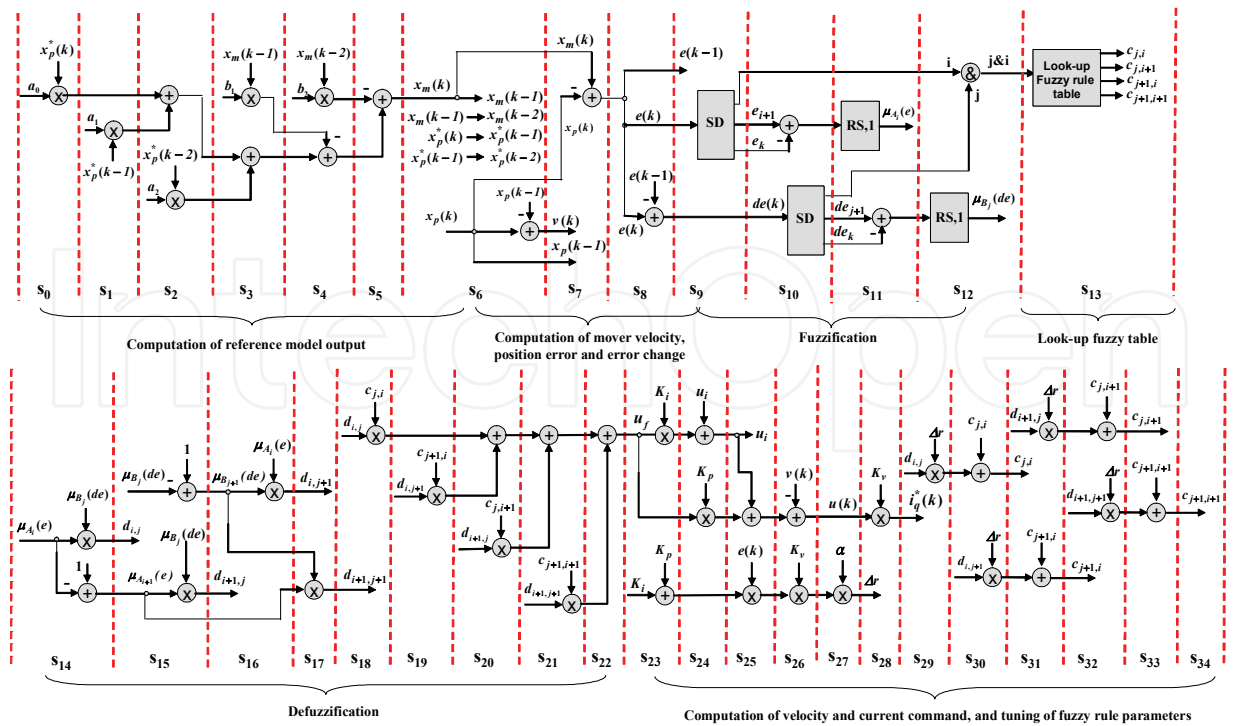 x*p(k)
a0
x
a1
x
x*p(k-1)
+
x*p(k-2)
a2
x
xm(k-1)
b1
x
+
xm(k-2)
x
-
+
-
+
xm(k)
xm(k) → xm(k-1)
xm(k-1) → xm(k-2)
x*p(k) → x*p(k-1)
x*p(k-1) → x*p(k-2)
xm(k)
-
+
xp(k)
xp(k)
xp(k-1)
-
+
v(k)
xp(k-1)
e(k-1)
e(k)
e(k-1)
-
+
e(k)
de(k)
SD
ei+1
ek
+
-
RS,1
μAi(e)
SD
dej+1
dek
+
-
RS,1
μBj(de)
i
&
j
j&i
Look-up
Fuzzy rule
table
cj,i
cj,i+1
cj+1,i
cj+1,i+1
s0 s1 s2 s3 s4 s5 s6 s7 s8 s9 s10 s11 s12 s13
Computation of reference model output
Computation of mover velocity,
position error and error change
Fuzzification
Look-up fuzzy table
IntechOpen
μAi(e)
μBj(de)
x
di,j
1
-
+
μAi+1(e)
μBj(de)
x
di+1,j
μBj(de)
1
-
+
μBj+1(de)
μAi(e)
x
di,j+1
x
di+1,j+1
cj,i
di,j
x
cj+1,i
di,j+1
x
+
cj,i+1
di+1,j
x
+
cj+1,i+1
di+1,j+1
x
+
uf
Ki
x
ui
+
ui
Kp
x
+
v(k)
-
+
u(k)
Kv
x
i*q(k)
Kp
Ki
+
e(k)
x
Kv
x
α
x
Δr
Δr
di,j
x
cj,i
+
cj,i
Δr
di,j+1
x
cj+1,i
+
cj+1,i
Δr
di+1,j
x
cj,i+1
+
cj,i+1
Δr
di+1,j+1
x
cj+1,i+1
+
cj+1,i+1
s14 s15 s16 s17 s18 s19 s20 s21 s22 s23 s24 s25 s26 s27 s28 s29 s30 s31 s32 s33 s34
Defuzzification
Computation of velocity and current command, and tuning of fuzzy rule parameters